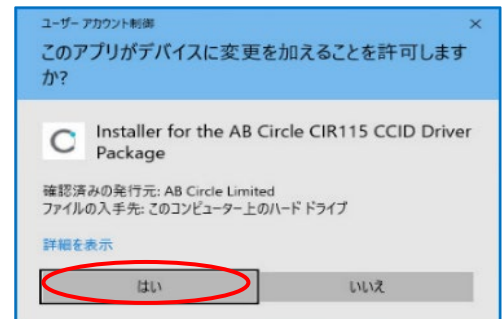 ユーザー アカウント制御
このアプリがデバイスに変更を加えることを許可します
か?
Installer for the AB Circle CIR115 CCID Driver
Package
確認済みの発行元: AB Circle Limited
ファイルの入手先: このコンピューター上のハード ドライブ
詳細を表示
はい
いいえ